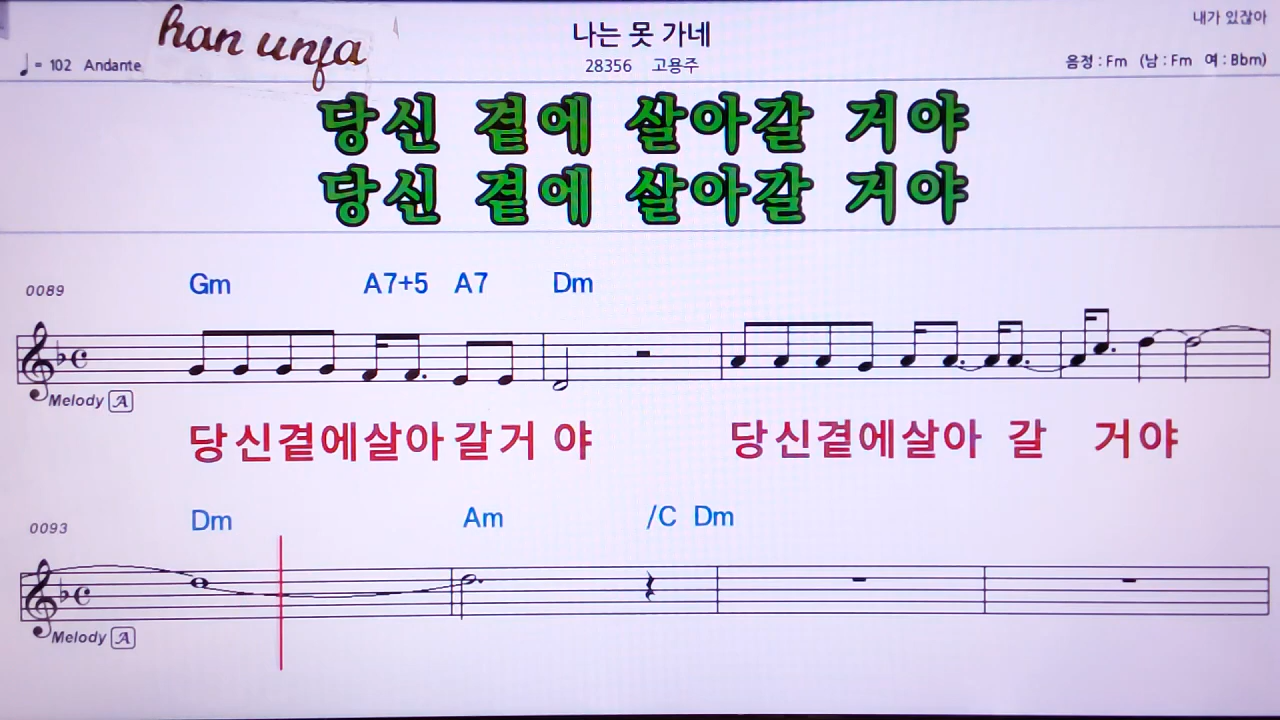 내가 있잖아
han unja
나는 못 가네
♩= 102 Andante
28356 고용주
음정 : Fm (남 : Fm 여 : Bbm)
당신 곁에 살아갈 거야
당신 곁에 살아갈 거야
0089 Gm A7+5 A7 Dm
Melody A
당신곁에살아갈거야 당신곁에살아 갈 거야
0093 Dm Am /C Dm
Melody A